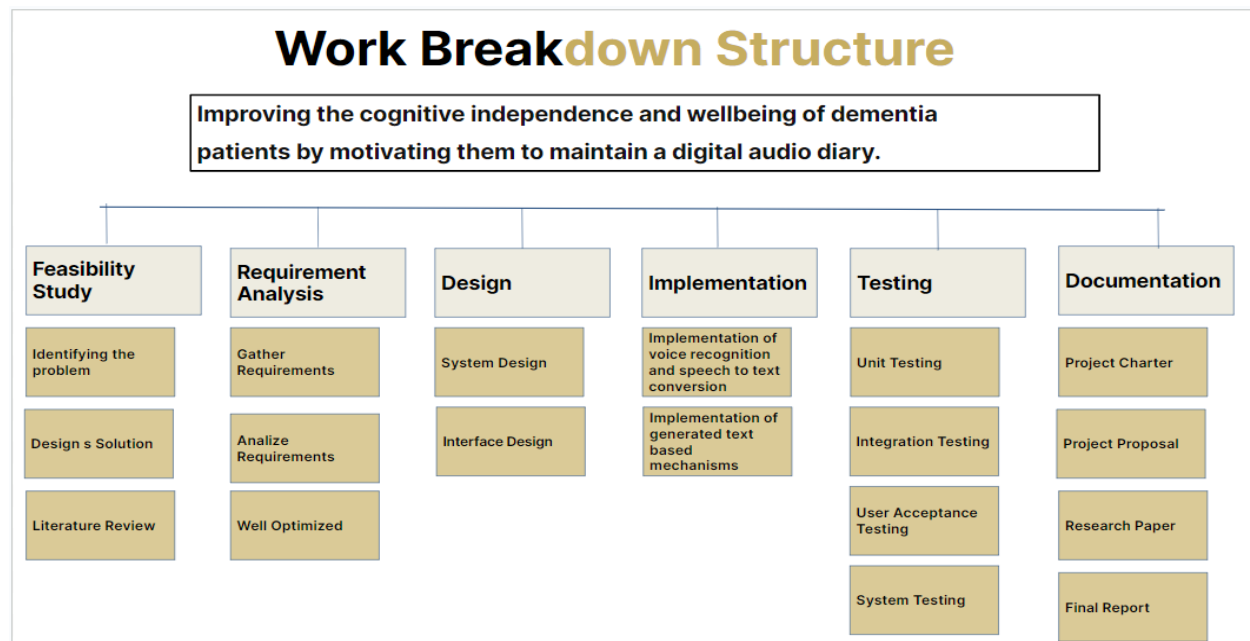 Work Breakdown Structure
Improving the cognitive independence and wellbeing of dementia
patients by motivating them to maintain a digital audio diary.
Feasibility
Study
Identifying the
problem
Design s Solution
Literature Review
Requirement
Analysis
Gather
Requirements
Analize
Requirements
Well Optimized
Design
System Design
Interface Design
Implementation
Implementation of
voice recognition
and speech to text
conversion
Implementation of
generated text
based
mechanisms
Testing
Unit Testing
Integration Testing
User Acceptance
Testing
System Testing
Documentation
Project Charter
Project Proposal
Research Paper
Final Report